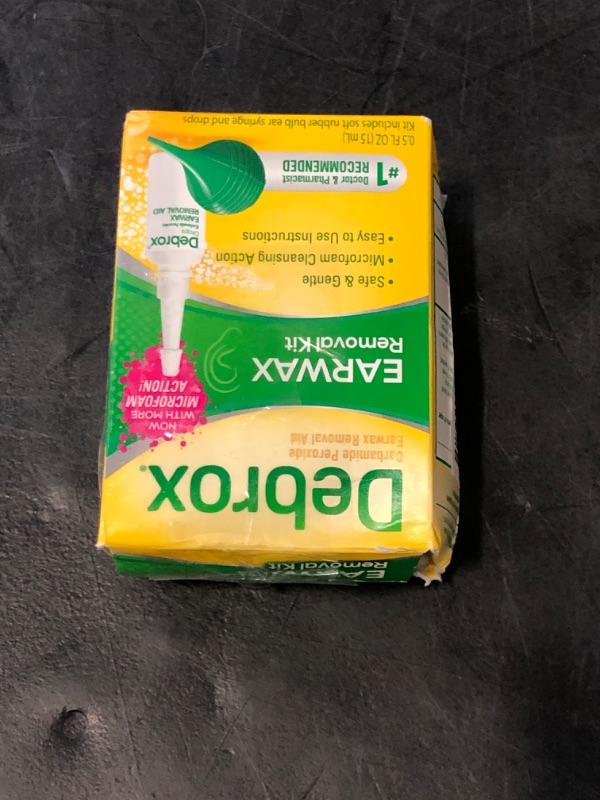 EARWAX
Removal Kit
Debrox®
Carbamide Peroxide
Earwax Removal Aid
EARWAX
Removal Kit
NOW
WITH MORE
MICROFOAM
ACTION!
• Safe & Gentle
• Microfoam Cleansing Action
• Easy to Use Instructions
Debrox
Drops
EARWAX
REMOVAL AID
#1 Doctor & Pharmacist
RECOMMENDED
0.5 FL OZ (15 mL)
Kit includes soft rubber bulb ear syringe and drops